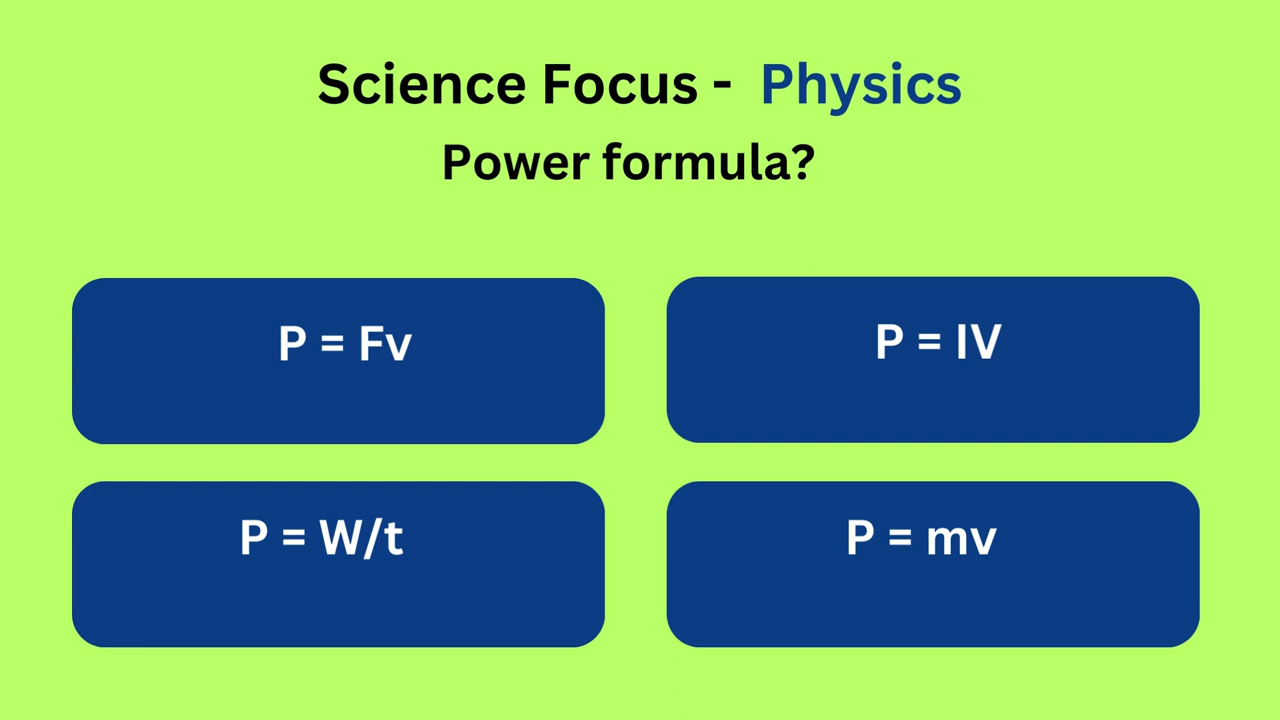 Science Focus - Physics
Power formula?
P = Fv
P = IV
P = W/t
P = mv